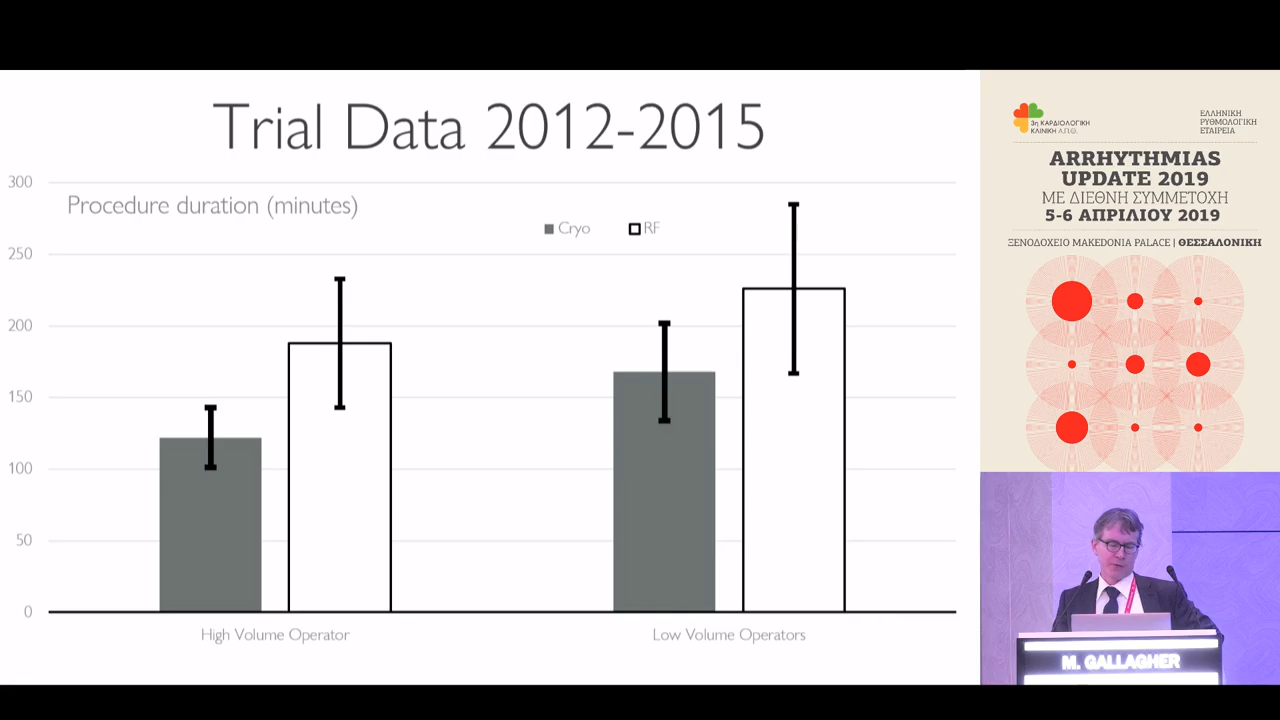 Trial Data 2012-2015
300
Procedure duration (minutes)
Cryo
RF
250
200
150
100
50
0
High Volume Operator
Low Volume Operators
3η ΚΑΡΔΙΟΛΟΓΙΚΗ
ΚΛΙΝΙΚΗ Α.Π.Θ.
ΕΛΛΗΝΙΚΗ
ΡΥΘΜΟΛΟΓΙΚΗ
ΕΤΑΙΡΕΙΑ
ARRHYTHMIAS
UPDATE 2019
ΜΕ ΔΙΕΘΝΗ ΣΥΜΜΕΤΟΧΗ
5-6 ΑΠΡΙΛΙΟΥ 2019
ΞΕΝΟΔΟΧΕΙΟ MAKEDONIA PALACE | ΘΕΣΣΑΛΟΝΙΚΗ
M. GALLAGHER